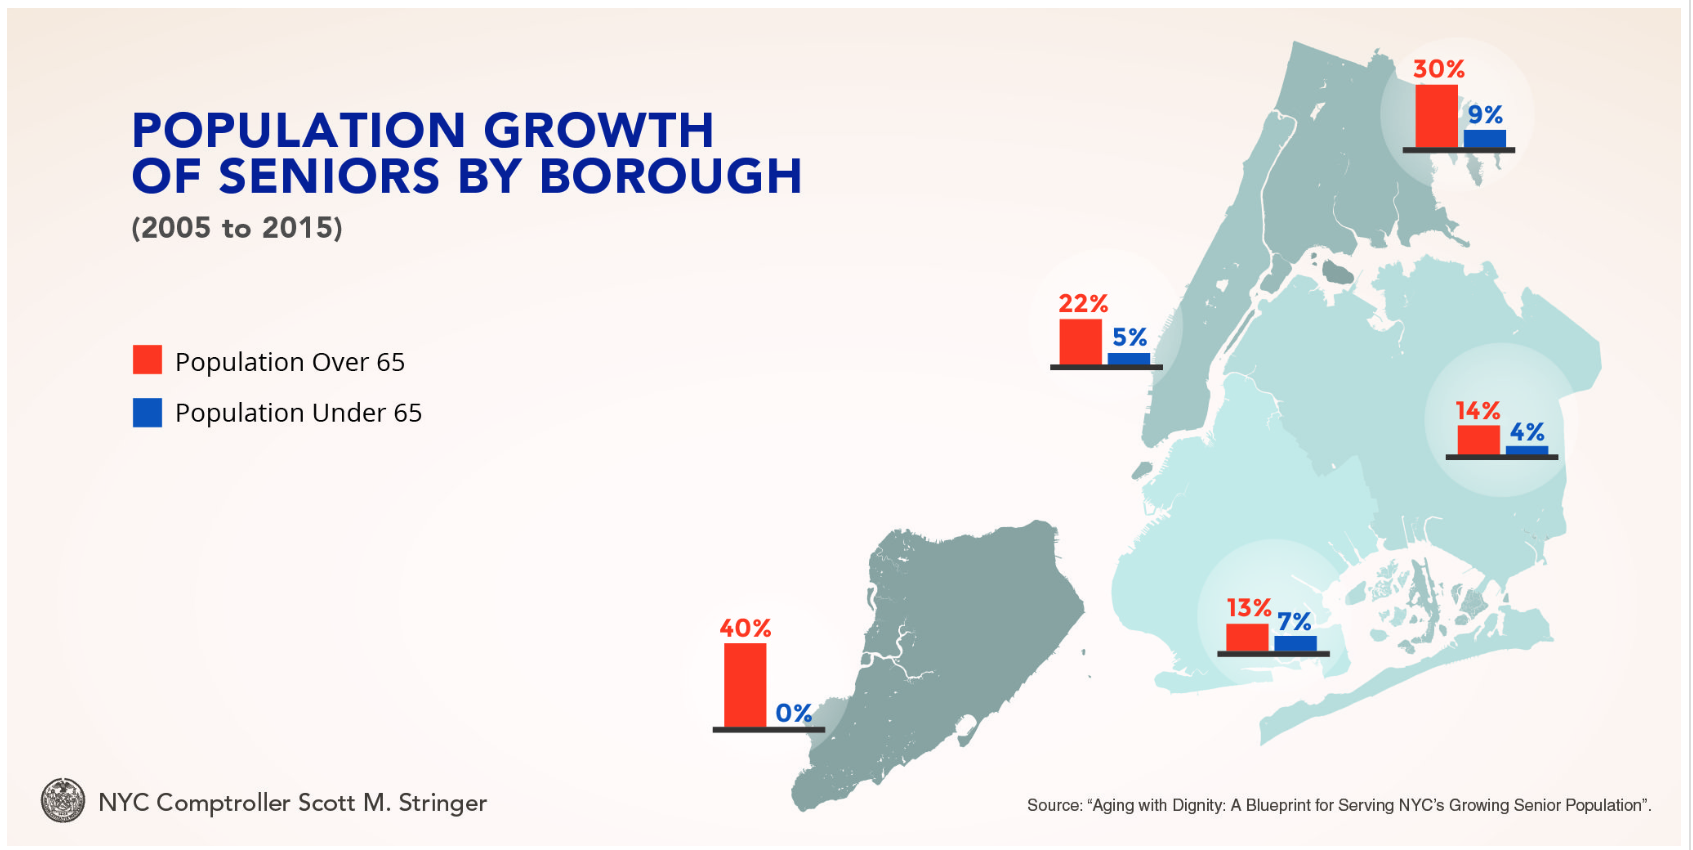 POPULATION GROWTH
OF SENIORS BY BOROUGH
(2005 to 2015)
Population Over 65
Population Under 65
30%
9%
22%
5%
14%
4%
13%
7%
40%
0%
NYC Comptroller Scott M. Stringer
Source: “Aging with Dignity: A Blueprint for Serving NYC’s Growing Senior Population”.